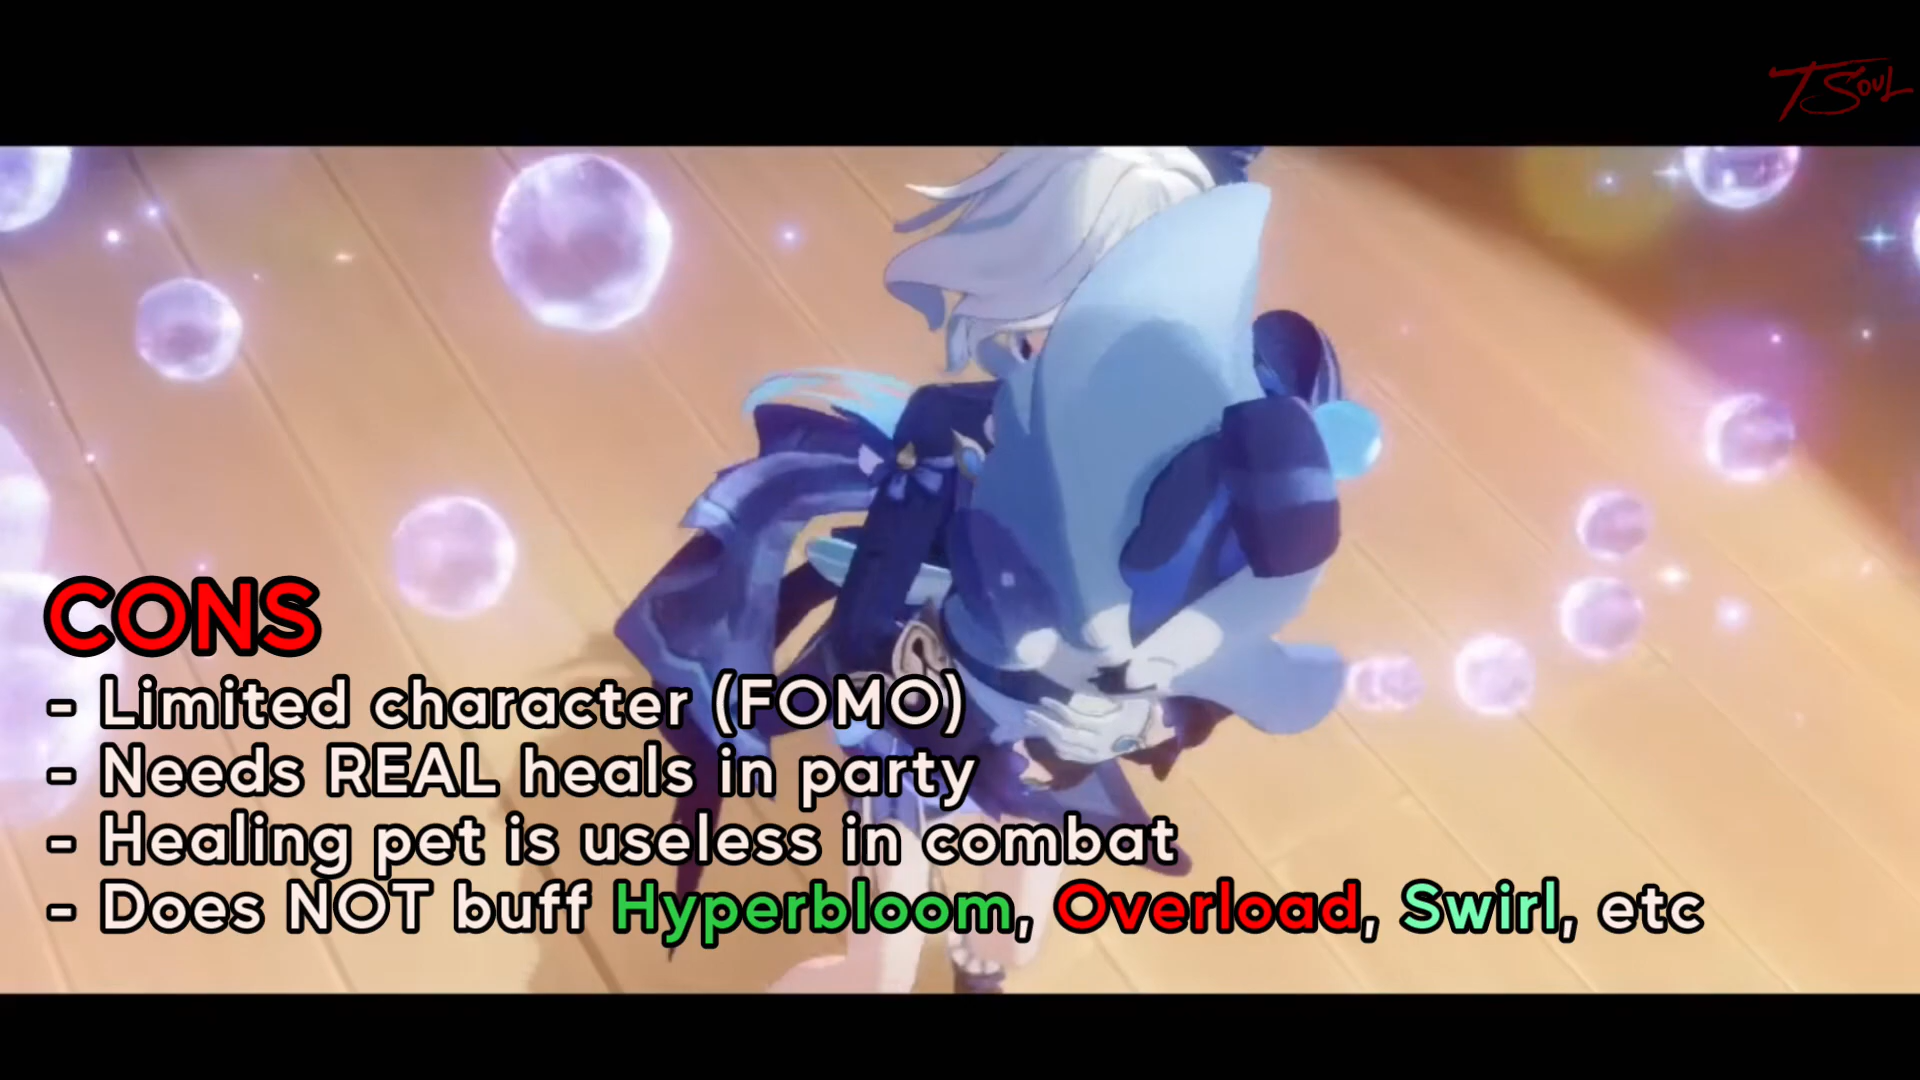 T SOUL
CONS
- Limited character (FOMO)
- Needs REAL heals in party
- Healing pet is useless in combat
- Does NOT buff Hyperbloom, Overload, Swirl, etc